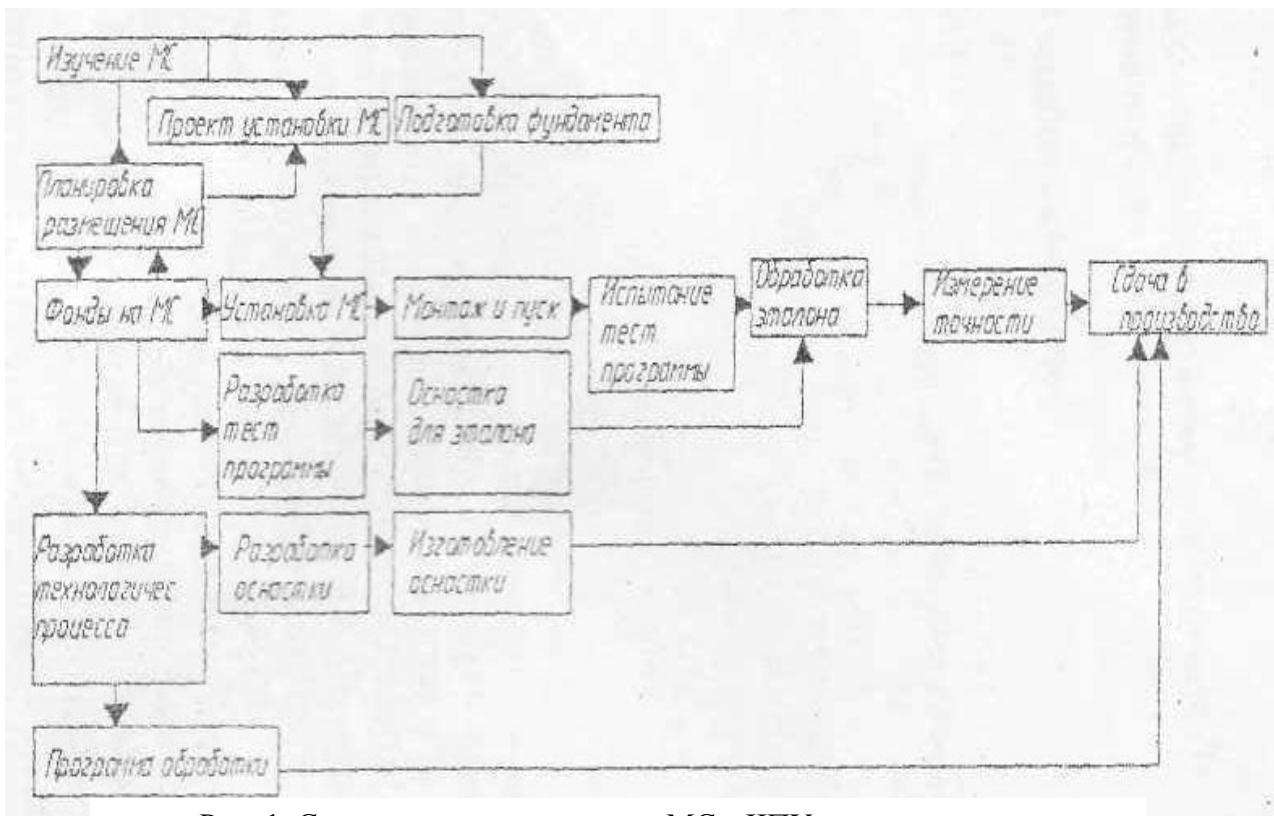 Изучение МС
Проект установки МС
Подготовка фундамента
Планировка
размещения МС
Фонды на МС
Установка МС
Монтаж и пуск
Испытание
тест.
программы
Обработка
эталона
Измерение
точности
Сдача в
производство
Разработка
тест
программы
Оснастка
для эталона
Разработка
технологичес
процесса
Разработка
оснастки
Изготовление
оснастки
Программа обработки